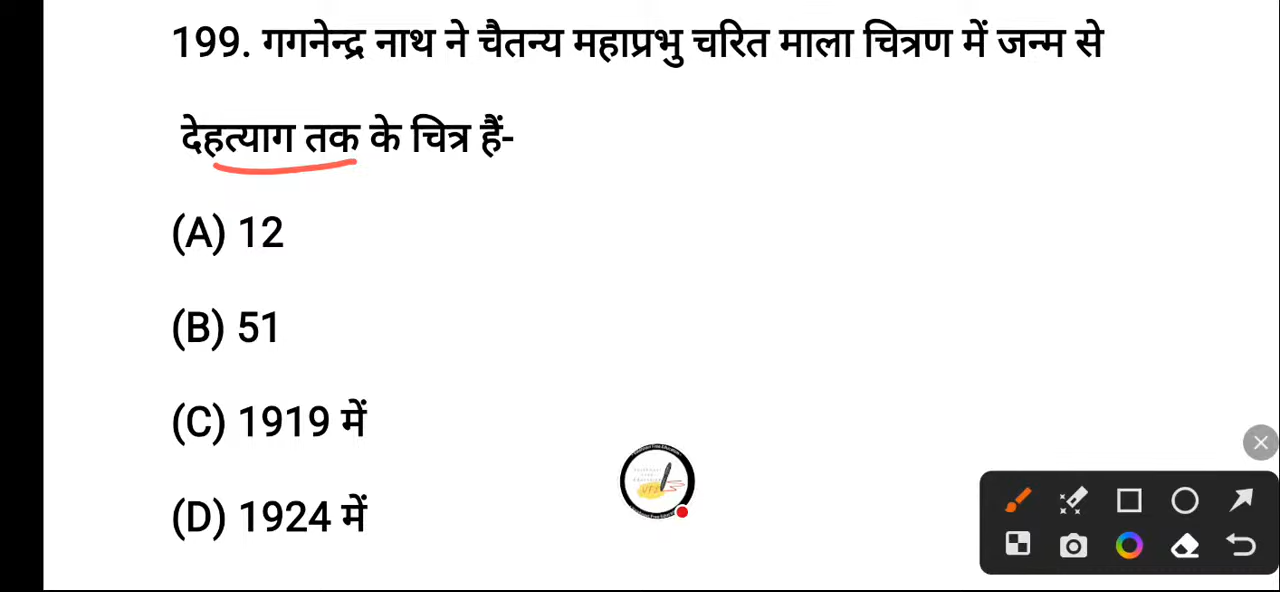 199. गगनेन्द्र नाथ ने चैतन्य महाप्रभु चरित माला चित्रण में जन्म से
देहत्याग तक के चित्र हैं-
(A) 12
(B) 51
(C) 1919 में
(D) 1924 में